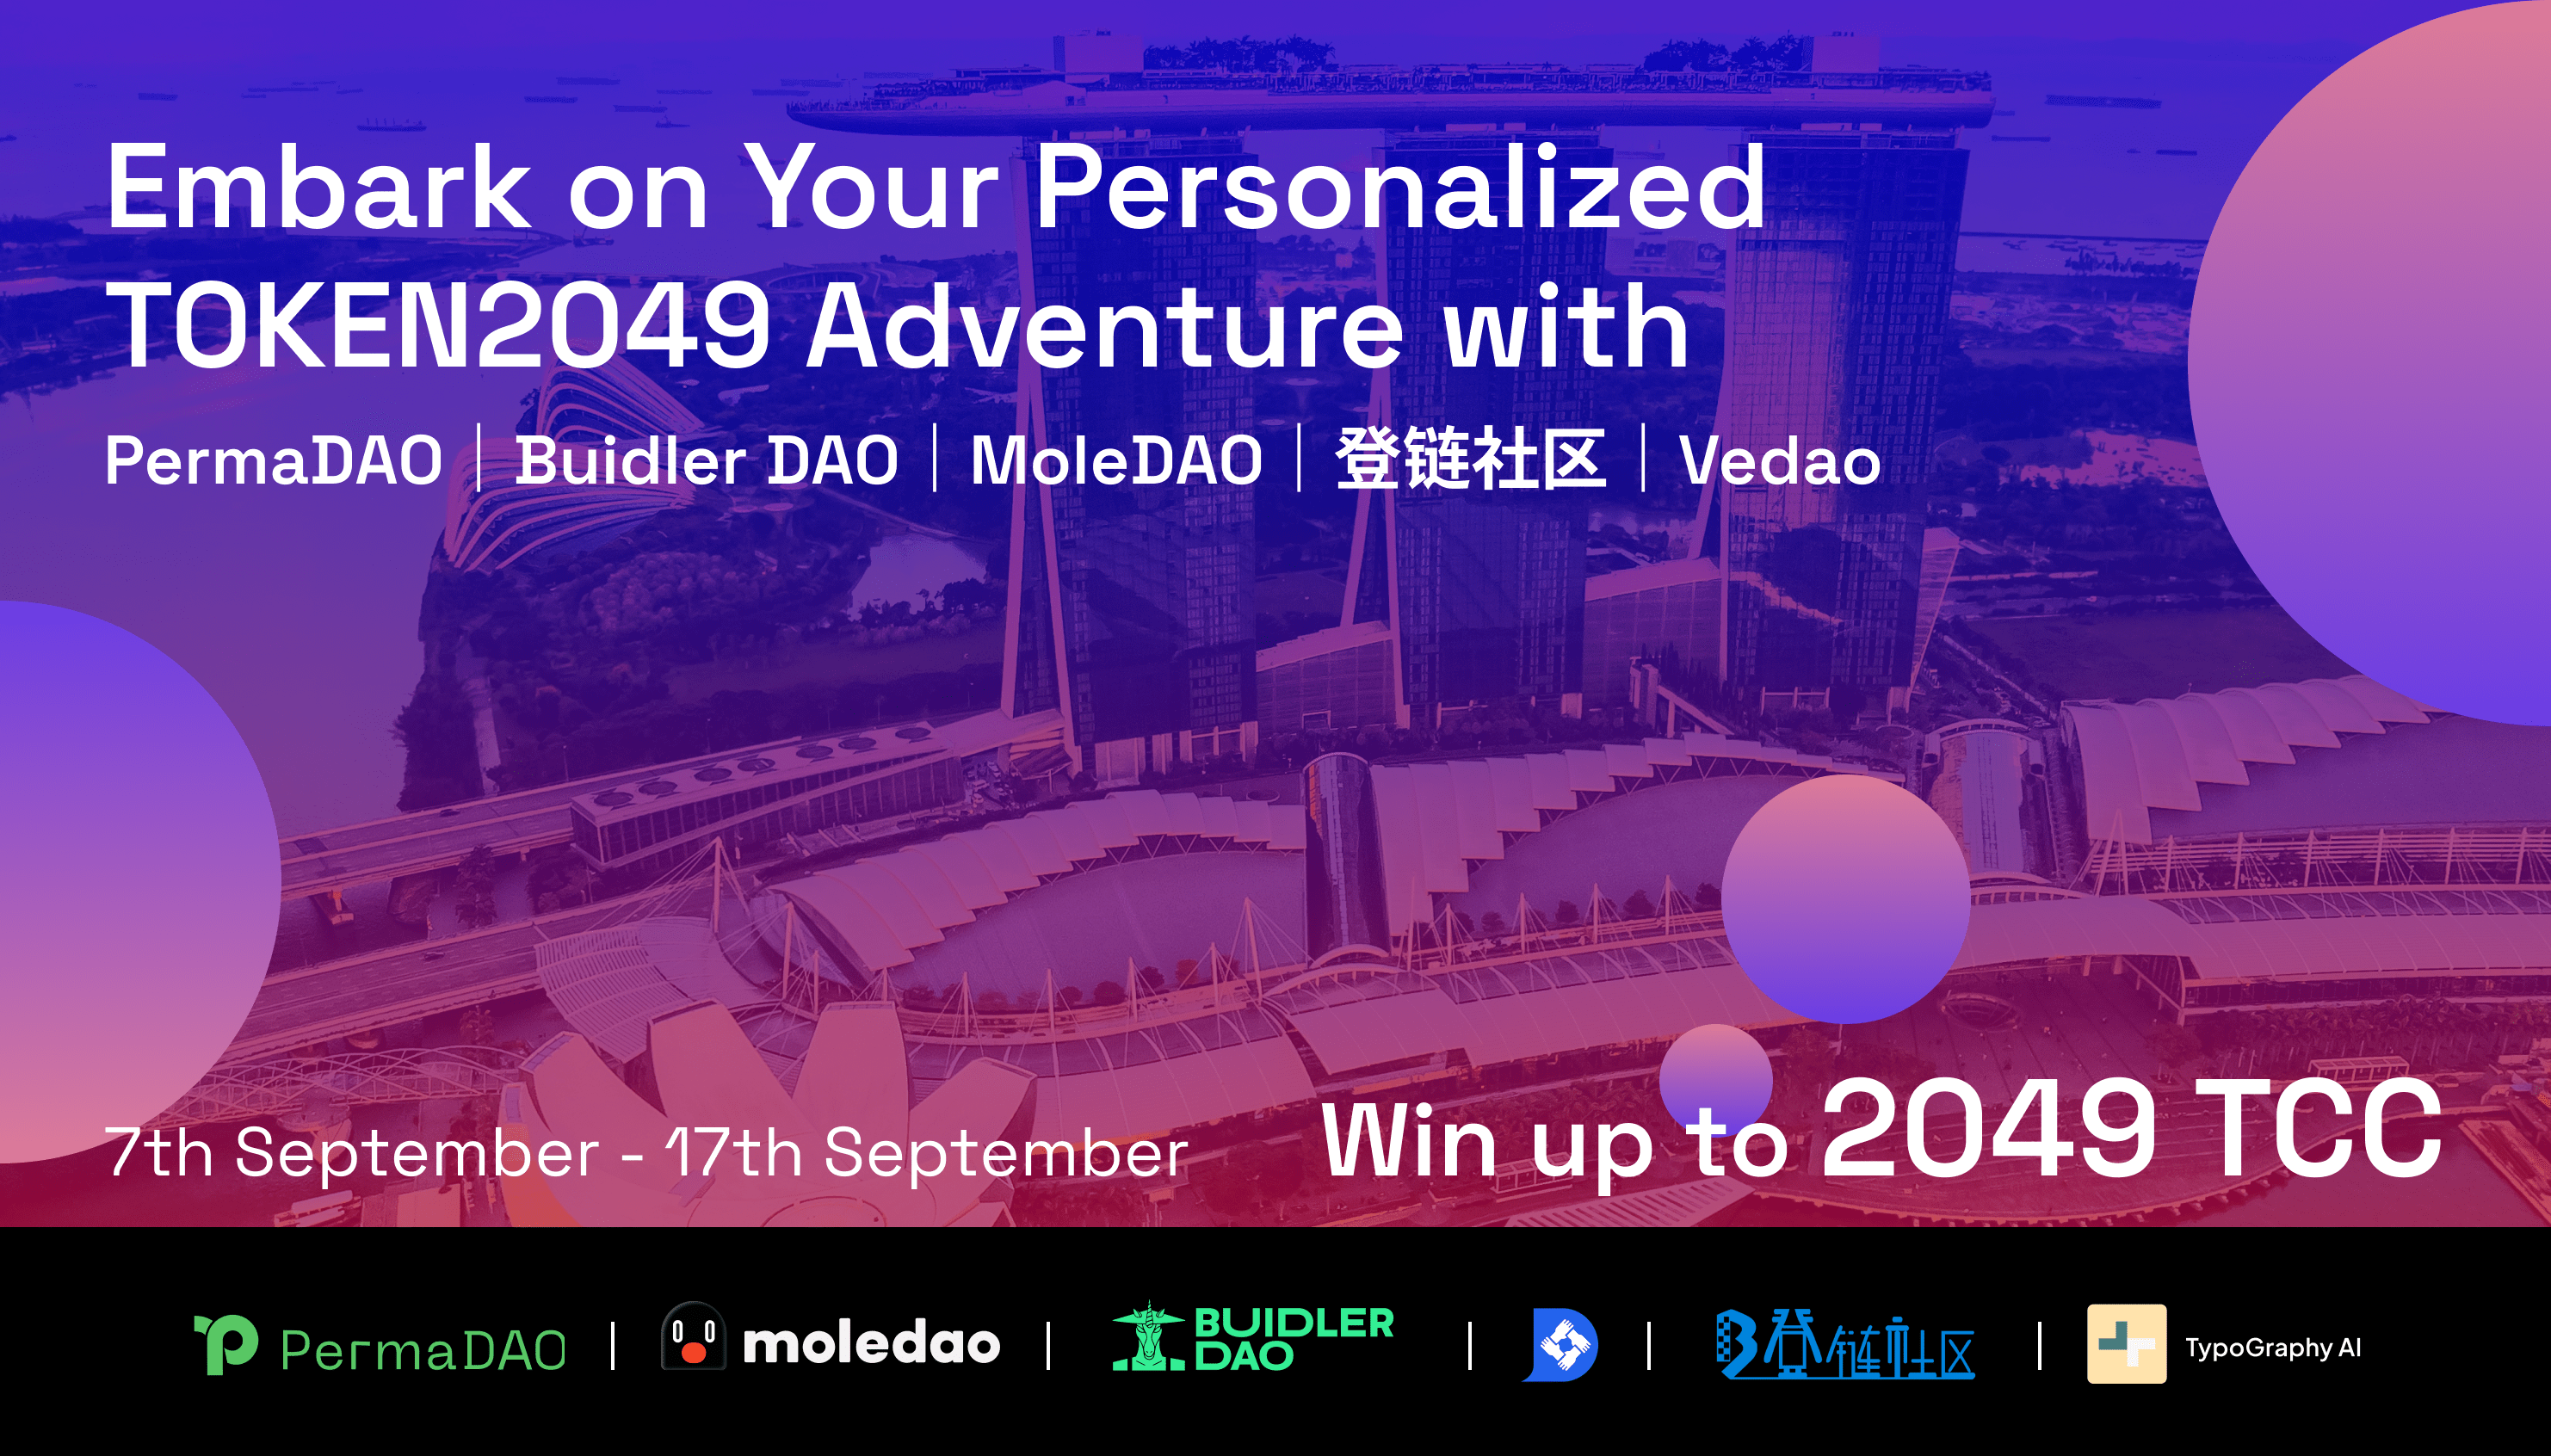 Embark on Your Personalized
TOKEN2049 Adventure with
PermaDAO | Buidler DAO | MoleDAO | 登链社区 | Vedao
7th September - 17th September
Win up to 2049 TCC
PermaDAO | moledao | BUIDLER DAO | | 登链社区 | TypoGraphy AI